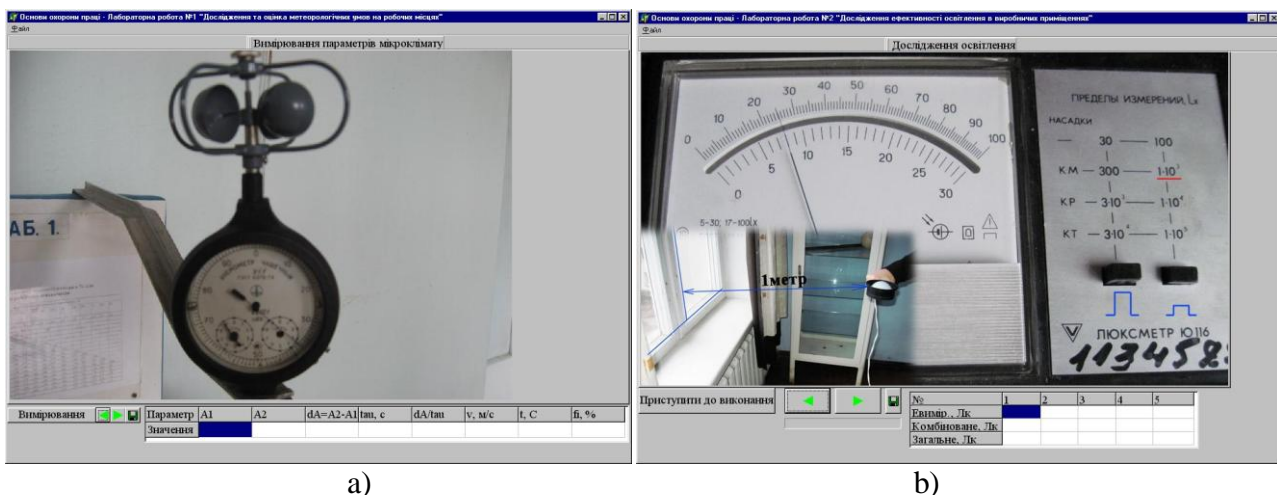 Основи охорони праці - Лабораторна робота №1 "Дослідження та оцінка метеорологічних умов на робочих місцях"
Файл
Вимірювання параметрів мікроклімату
АБ. 1.
Вимірювання
Параметр A1 A2 dA=A2-A1 tau, с dA/tau v, м/с t, C fi, %
Значення
a)
Основи охорони праці - Лабораторна робота №2 "Дослідження ефективності освітлення в виробничих приміщеннях"
Файл
Дослідження освітлення
0 10 20 30 40 50 60 70 80 90 100
0 5 10 15 20 25 30
5-30; 17-100lx
1метр
ПРЕДЕЛЫ ИЗМЕРЕНИЙ, Lx
НАСАДКИ
— 30 — 100
КМ — 300 — 1·10³
КР — 3·10³ — 1·10⁴
КТ — 3·10⁴ — 1·10⁵
ЛЮКСМЕТР Ю116
Приступити до виконання
№ 1 2 3 4 5
Евимір., Лк
Комбіноване, Лк
Загальне, Лк
b)